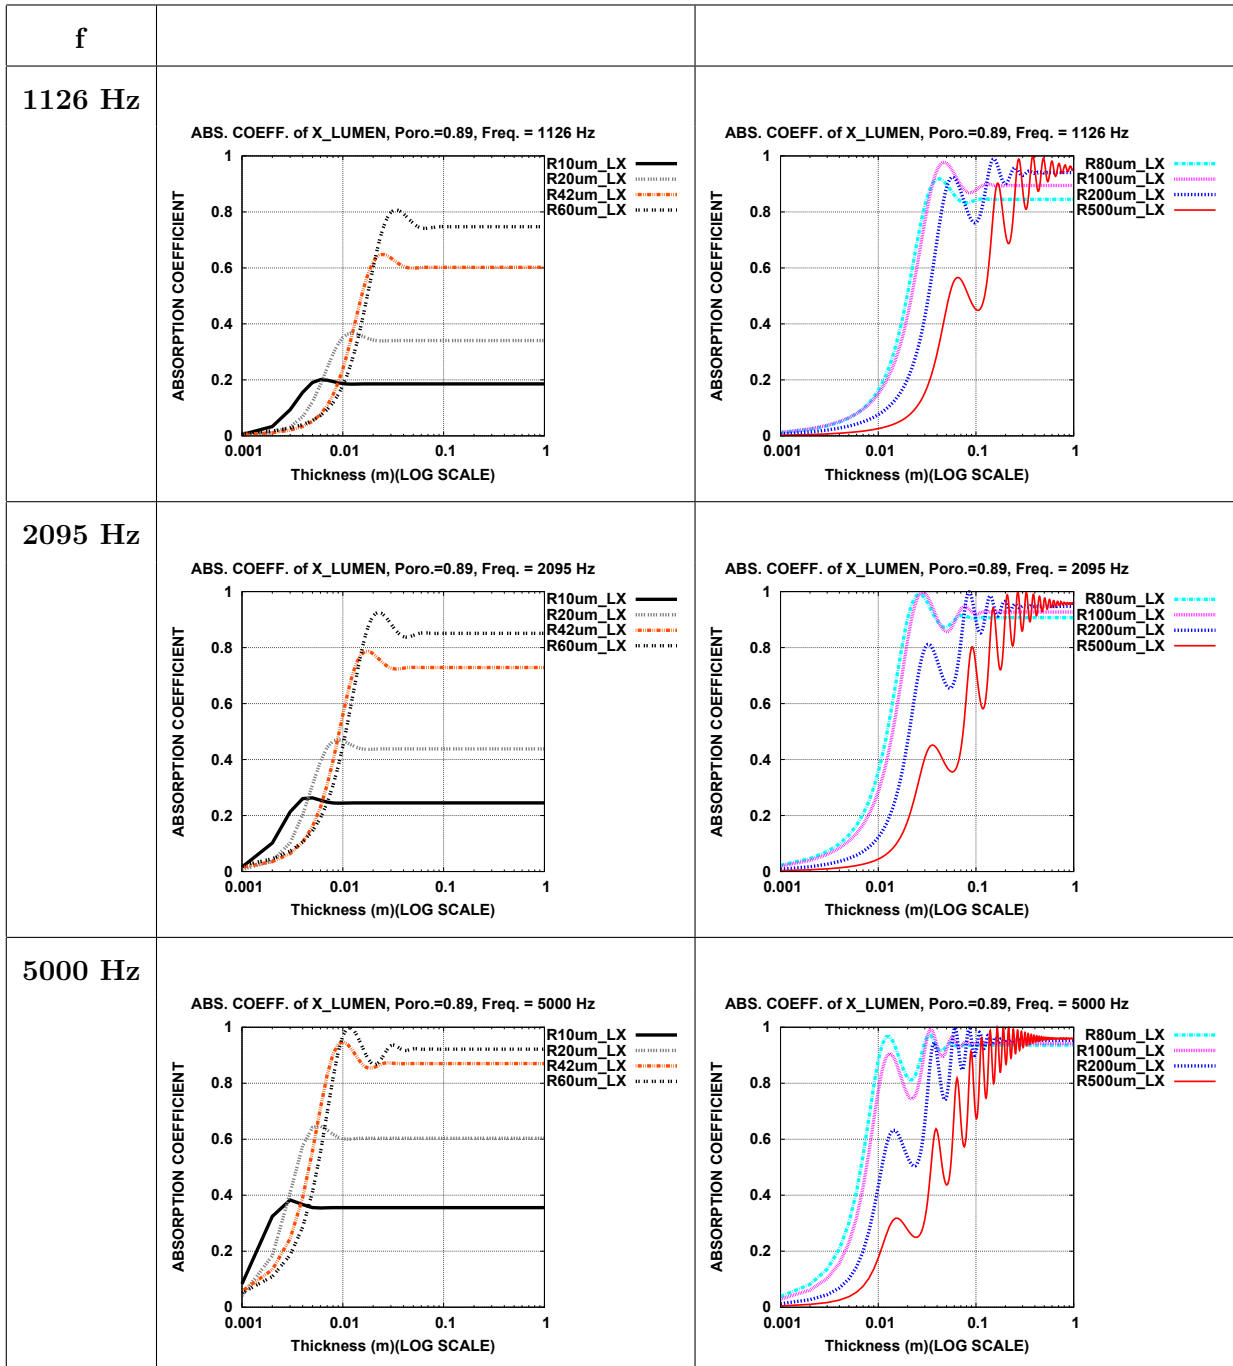 f
1126 Hz
ABS. COEFF. of X_LUMEN, Poro.=0.89, Freq. = 1126 Hz
R10um_LX
R20um_LX
R42um_LX
R60um_LX
1
0.8
0.6
0.4
0.2
0
ABSORPTION COEFFICIENT
0.001 0.01 0.1 1
Thickness (m)(LOG SCALE)
ABS. COEFF. of X_LUMEN, Poro.=0.89, Freq. = 1126 Hz
R80um_LX
R100um_LX
R200um_LX
R500um_LX
1
0.8
0.6
0.4
0.2
0
ABSORPTION COEFFICIENT
0.001 0.01 0.1 1
Thickness (m)(LOG SCALE)
2095 Hz
ABS. COEFF. of X_LUMEN, Poro.=0.89, Freq. = 2095 Hz
R10um_LX
R20um_LX
R42um_LX
R60um_LX
1
0.8
0.6
0.4
0.2
0
ABSORPTION COEFFICIENT
0.001 0.01 0.1 1
Thickness (m)(LOG SCALE)
ABS. COEFF. of X_LUMEN, Poro.=0.89, Freq. = 2095 Hz
R80um_LX
R100um_LX
R200um_LX
R500um_LX
1
0.8
0.6
0.4
0.2
0
ABSORPTION COEFFICIENT
0.001 0.01 0.1 1
Thickness (m)(LOG SCALE)
5000 Hz
ABS. COEFF. of X_LUMEN, Poro.=0.89, Freq. = 5000 Hz
R10um_LX
R20um_LX
R42um_LX
R60um_LX
1
0.8
0.6
0.4
0.2
0
ABSORPTION COEFFICIENT
0.001 0.01 0.1 1
Thickness (m)(LOG SCALE)
ABS. COEFF. of X_LUMEN, Poro.=0.89, Freq. = 5000 Hz
R80um_LX
R100um_LX
R200um_LX
R500um_LX
1
0.8
0.6
0.4
0.2
0
ABSORPTION COEFFICIENT
0.001 0.01 0.1 1
Thickness (m)(LOG SCALE)